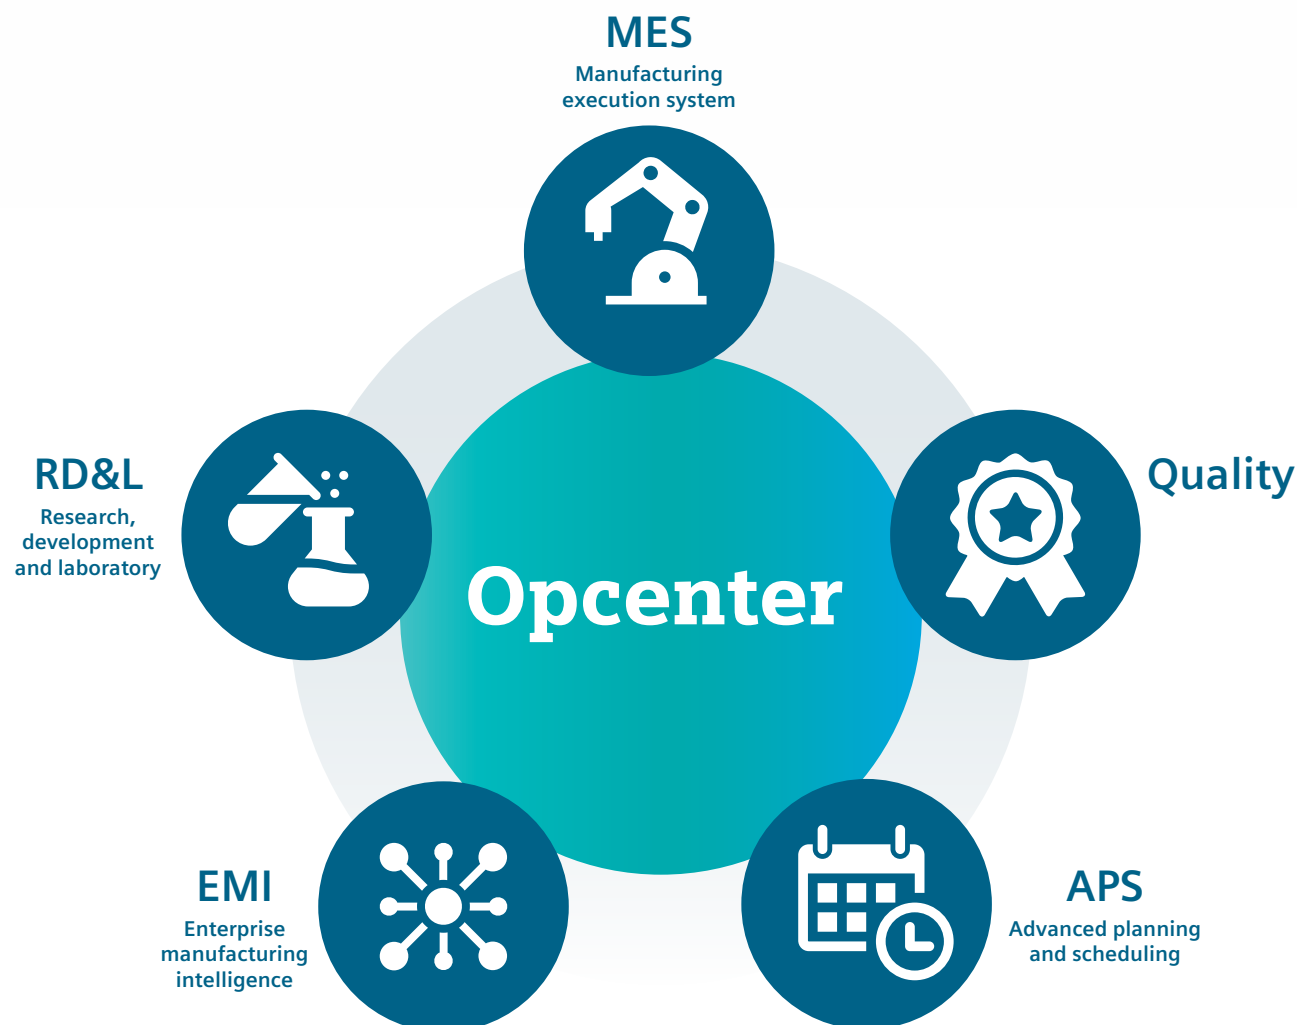 MES
Manufacturing
execution system
RD&L
Research,
development
and laboratory
Quality
Opcenter
EMI
Enterprise
manufacturing
intelligence
APS
Advanced planning
and scheduling